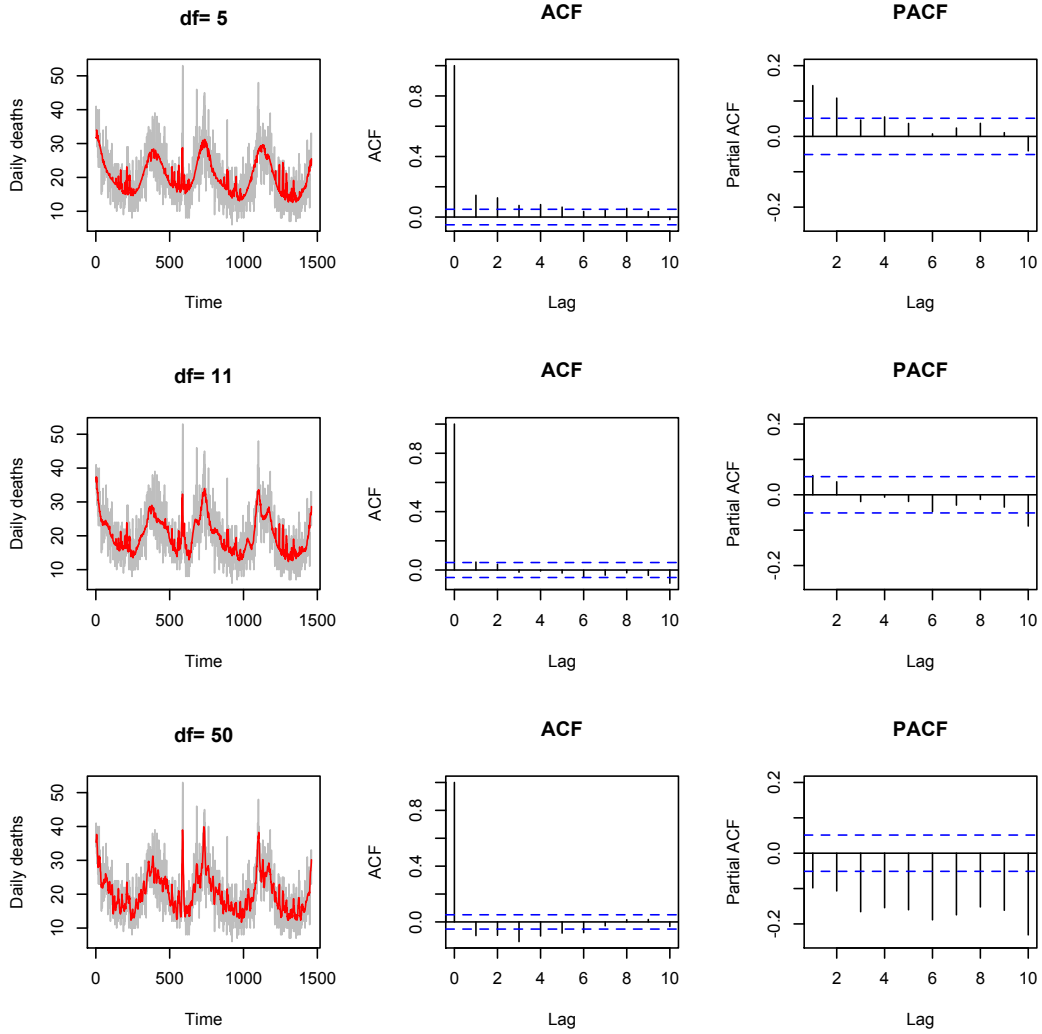 df= 5
ACF
PACF
Daily deaths
10 20 30 40 50
0 500 1000 1500
Time
ACF
0.0 0.4 0.8
0 2 4 6 8 10
Lag
Partial ACF
-0.2 0.0 0.2
2 4 6 8 10
Lag
df= 11
ACF
PACF
Daily deaths
10 20 30 40 50
0 500 1000 1500
Time
ACF
0.0 0.4 0.8
0 2 4 6 8 10
Lag
Partial ACF
-0.2 0.0 0.2
2 4 6 8 10
Lag
df= 50
ACF
PACF
Daily deaths
10 20 30 40 50
0 500 1000 1500
Time
ACF
0.0 0.4 0.8
0 2 4 6 8 10
Lag
Partial ACF
-0.2 0.0 0.2
2 4 6 8 10
Lag